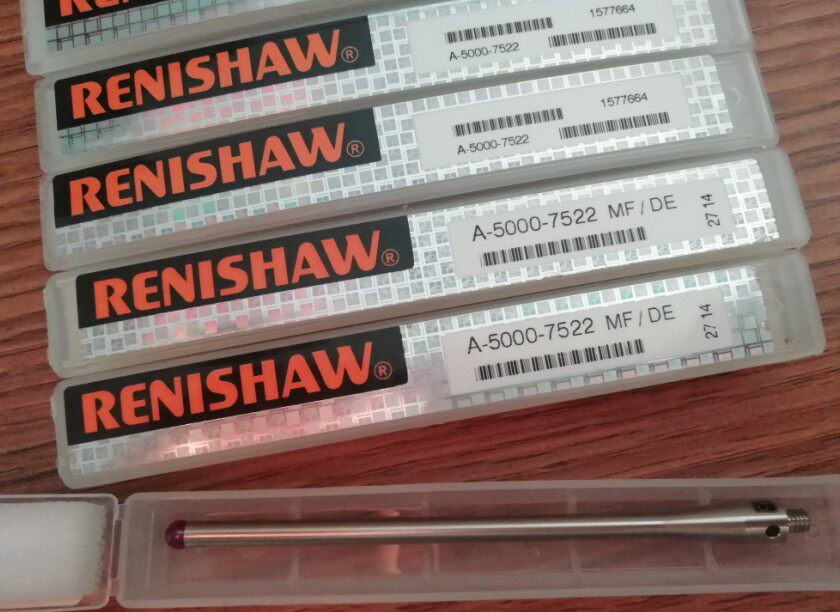 RENISHAW®
1577664
A-5000-7522
RENISHAW®
1577664
A-5000-7522
RENISHAW®
A-5000-7522 MF/DE
27 14
RENISHAW®
A-5000-7522 MF/DE
27 14